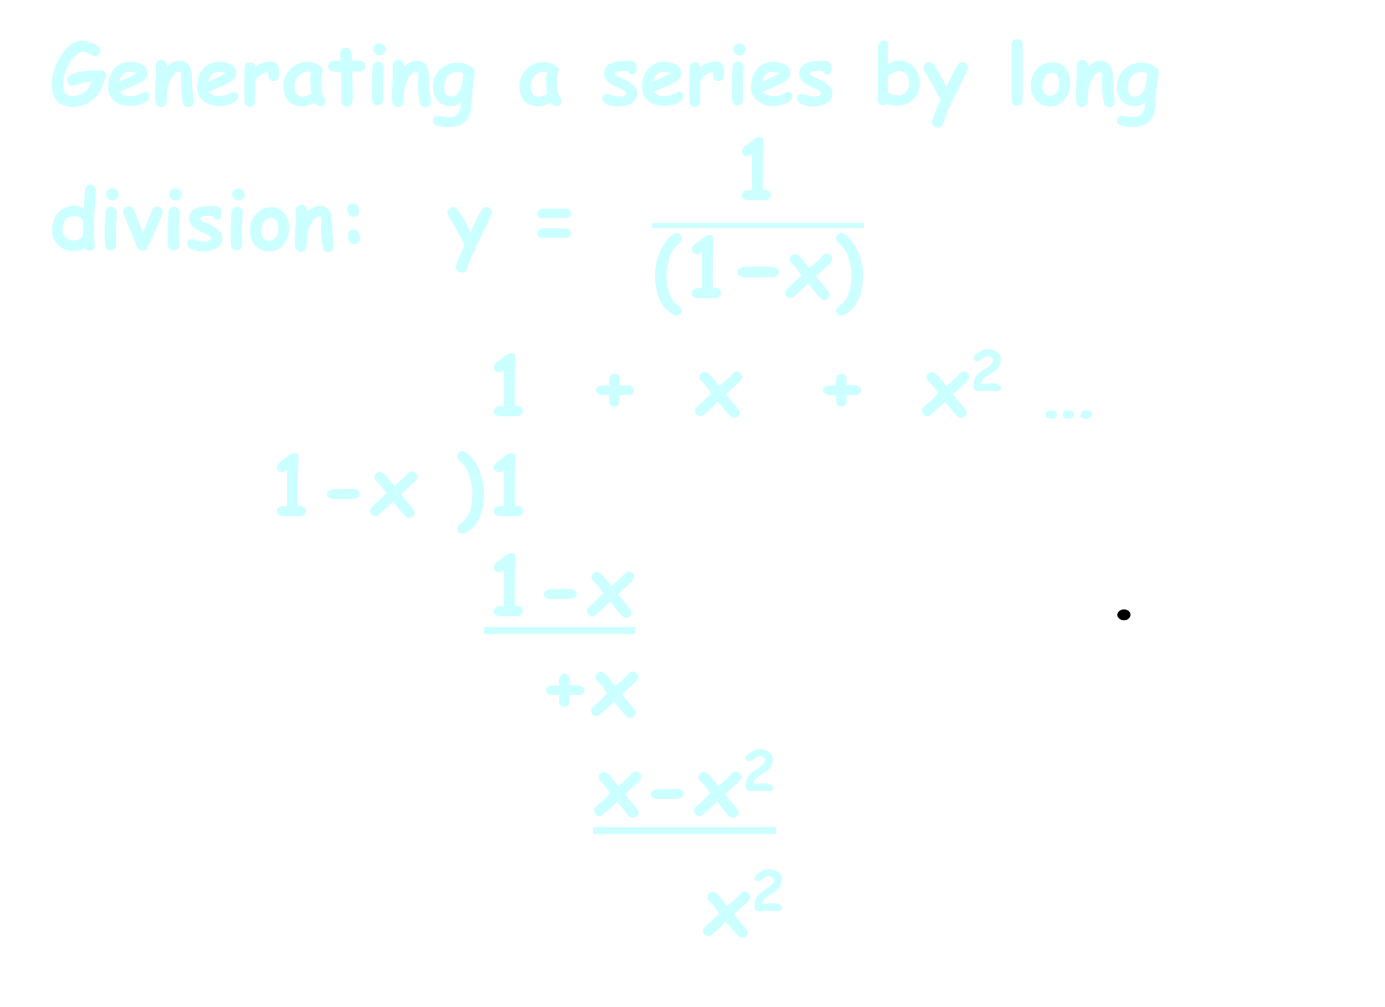 Generating a series by long
division: y = 1
(1-x)
1 + x + x² ...
1-x )1
1-x
+x
x-x²
x²